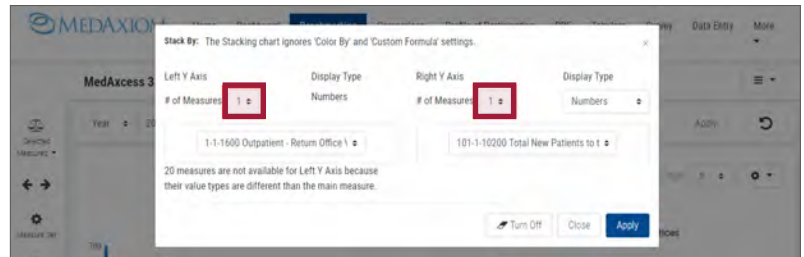 MEDAXIOM Home Dashboard Benchmarking Data Entry More
Stack By: The Stacking chart ignores 'Color By' and 'Custom Formula' settings. ×
MedAxcess 3
Left Y Axis Display Type Right Y Axis Display Type
# of Measures 1 Numbers # of Measures 1 Numbers
Year 20 Apply
1-1-1600 Outpatient - Return Office \ 101-1-10200 Total New Patients to t
Selected
Measures
20 measures are not available for Left Y Axis because
their value types are different than the main measure.
Turn Off Close Apply
Measure Set